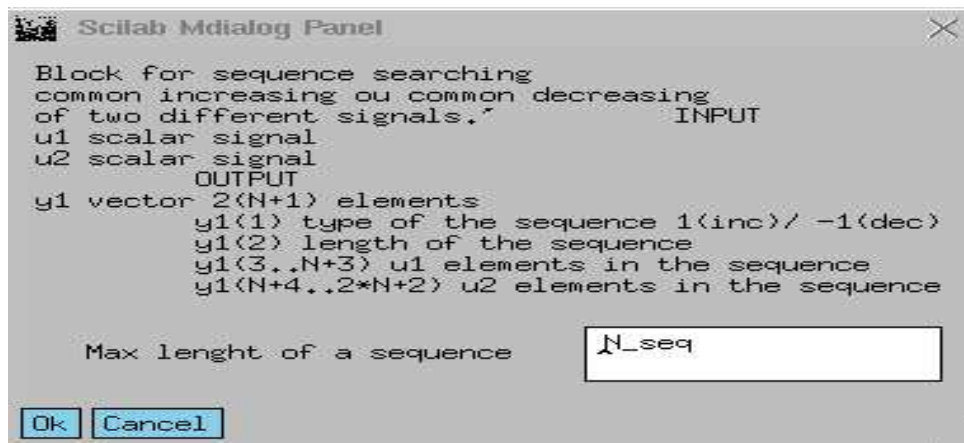 Scilab Mdialog Panel
Block for sequence searching
common increasing ou common decreasing
of two different signals.´ INPUT
u1 scalar signal
u2 scalar signal
OUTPUT
y1 vector 2(N+1) elements
y1(1) type of the sequence 1(inc)/ -1(dec)
y1(2) length of the sequence
y1(3..N+3) u1 elements in the sequence
y1(N+4..2*N+2) u2 elements in the sequence
Max lenght of a sequence N_seq
Ok Cancel